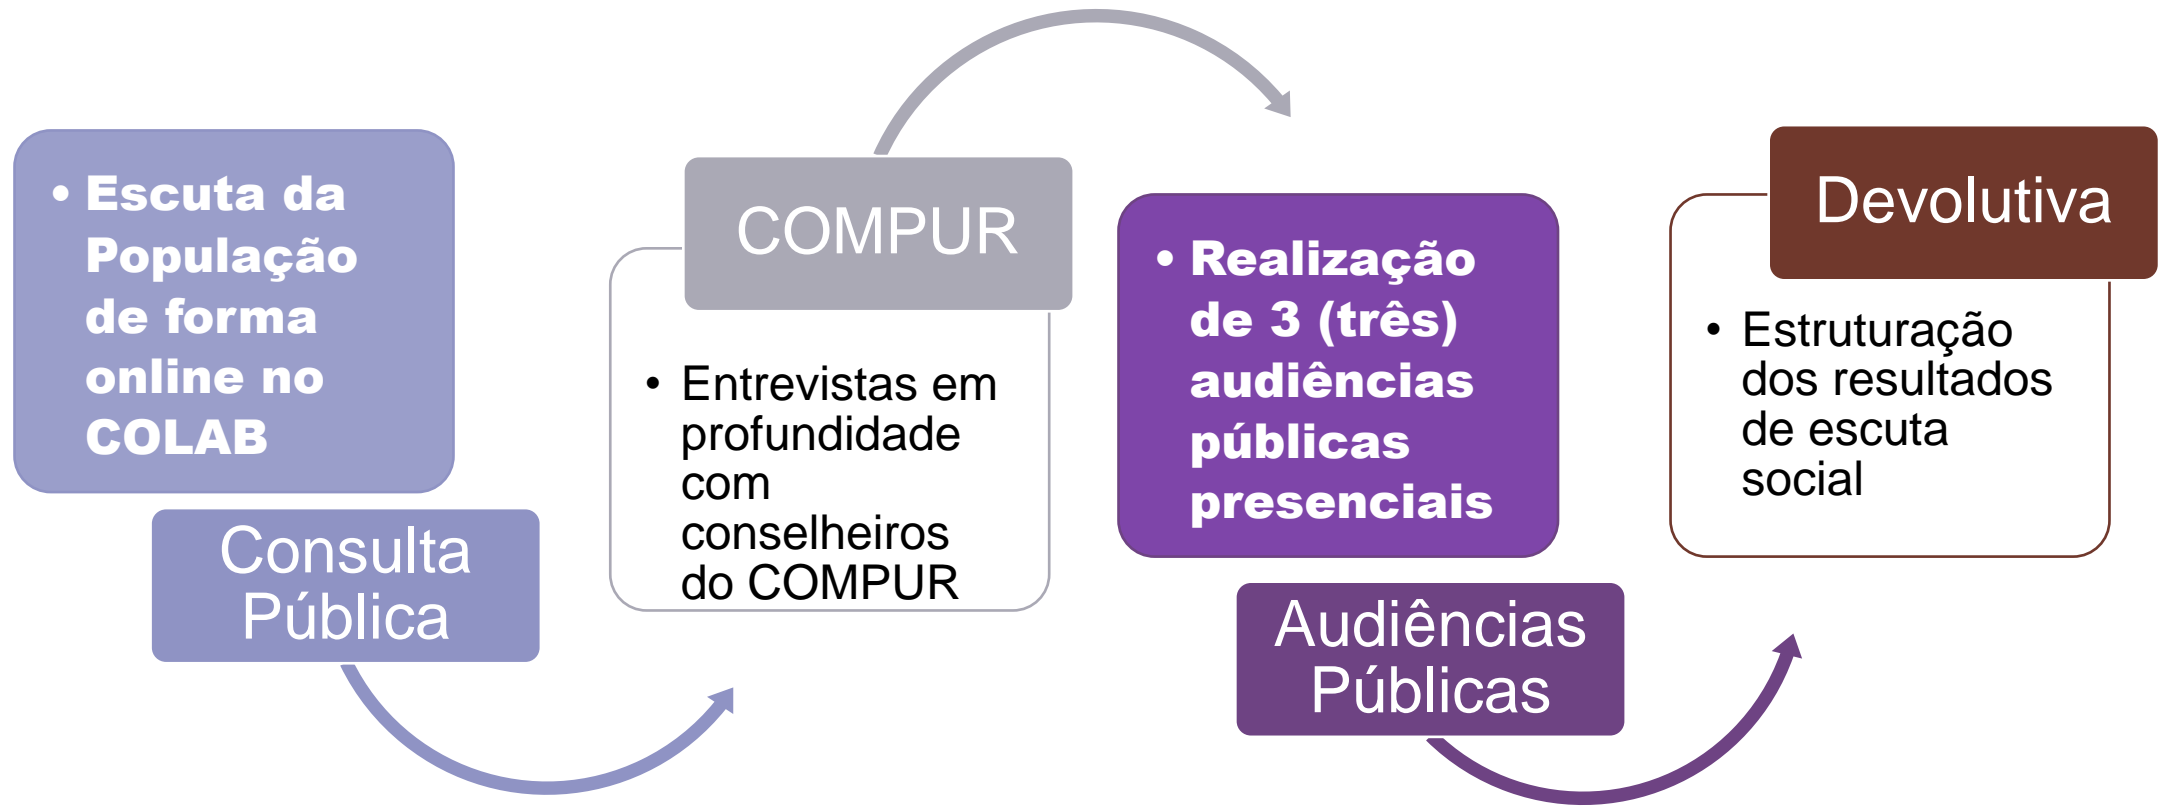 • Escuta da
População
de forma
online no
COLAB
Consulta
Pública
COMPUR
• Entrevistas em
profundidade
com
conselheiros
do COMPUR
• Realização
de 3 (três)
audiências
públicas
presenciais
Audiências
Públicas
Devolutiva
• Estruturação
dos resultados
de escuta
social